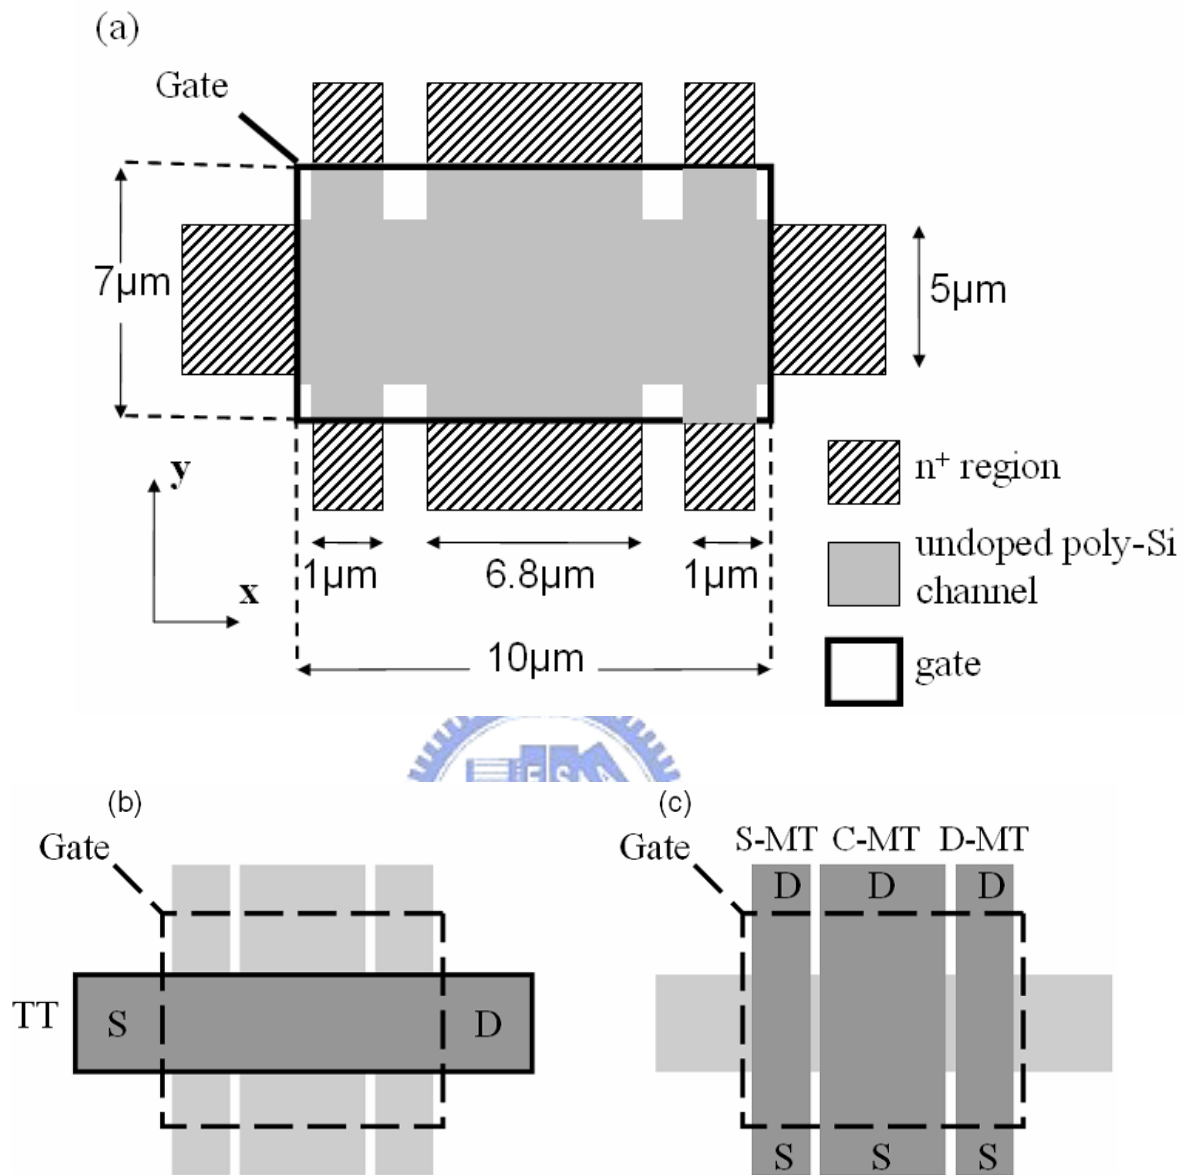 (a)
Gate
7μm
5μm
y
x
1μm
6.8μm
1μm
10μm
n+ region
undoped poly-Si
channel
gate
(b)
Gate
TT
S
D
(c)
Gate
S-MT C-MT D-MT
D D D
S S S